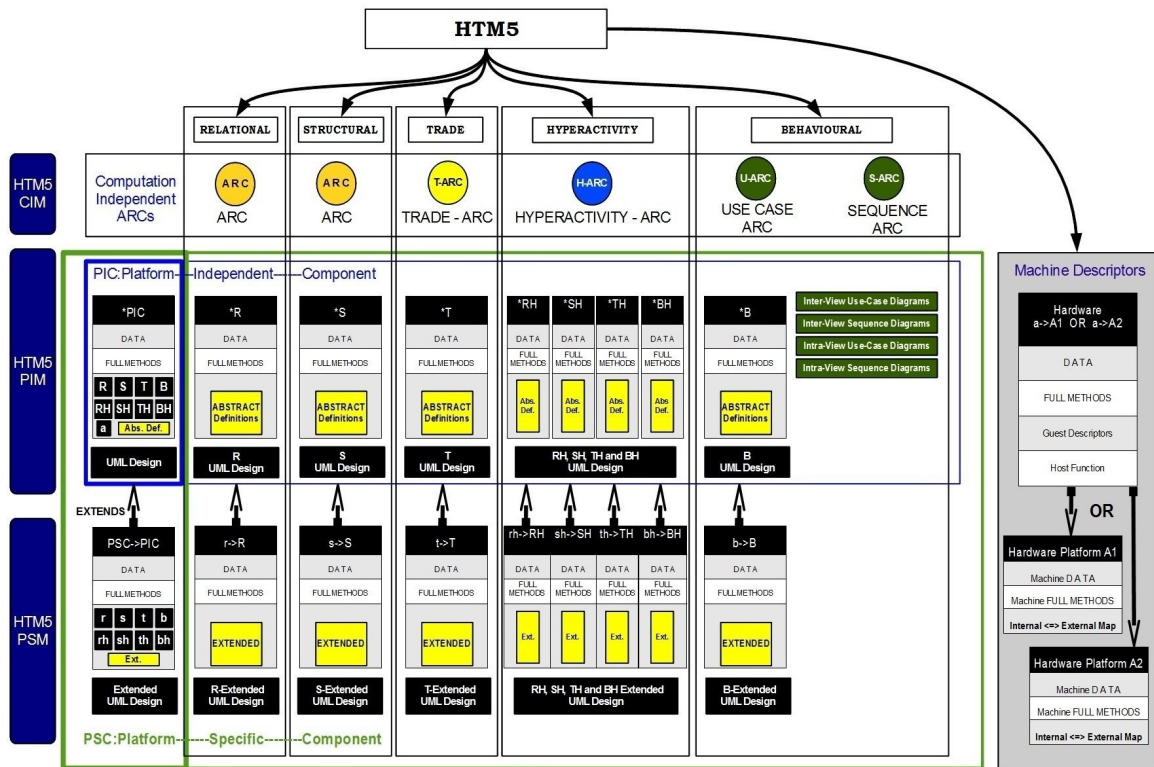 HTM5
RELATIONAL
STRUCTURAL
TRADE
HYPERACTIVITY
BEHAVIOURAL
HTM5
CIM
Computation
Independent
ARCs
ARC
ARC
ARC
ARC
T-ARC
TRADE - ARC
H-ARC
HYPERACTIVITY - ARC
U-ARC
USE CASE
ARC
S-ARC
SEQUENCE
ARC
HTM5
PIM
PIC:Platform----Independent-----Component
*PIC
DATA
FULL METHODS
R S T B
RH SH TH BH
a Abs. Def.
UML Design
*R
DATA
FULL METHODS
ABSTRACT
Definitions
R
UML Design
*S
DATA
FULL METHODS
ABSTRACT
Definitions
S
UML Design
*T
DATA
FULL METHODS
ABSTRACT
Definitions
T
UML Design
*RH *SH *TH *BH
DATA DATA DATA DATA
FULL FULL FULL FULL
METHODS METHODS METHODS METHODS
Abs. Abs. Abs. Abs.
Def. Def. Def. Def.
RH, SH, TH and BH
UML Design
*B
DATA
FULL METHODS
ABSTRACT
Definitions
B
UML Design
Inter-View Use-Case Diagrams
Inter-View Sequence Diagrams
Intra-View Use-Case Diagrams
Intra-View Sequence Diagrams
EXTENDS
HTM5
PSM
PSC->PIC
DATA
FULL METHODS
r s t b
rh sh th bh
Ext.
Extended
UML Design
r->R
DATA
FULL METHODS
EXTENDED
R-Extended
UML Design
s->S
DATA
FULL METHODS
EXTENDED
S-Extended
UML Design
t->T
DATA
FULL METHODS
EXTENDED
T-Extended
UML Design
rh->RH sh->SH th->TH bh->BH
DATA DATA DATA DATA
FULL FULL FULL FULL
METHODS METHODS METHODS METHODS
Ext. Ext. Ext. Ext.
RH, SH, TH and BH Extended
UML Design
b->B
DATA
FULL METHODS
EXTENDED
B-Extended
UML Design
PSC:Platform-------Specific-------Component
Machine Descriptors
Hardware
a->A1 OR a->A2
DATA
FULL METHODS
Guest Descriptors
Host Function
OR
Hardware Platform A1
Machine DATA
Machine FULL METHODS
Internal <=> External Map
Hardware Platform A2
Machine DATA
Machine FULL METHODS
Internal <=> External Map